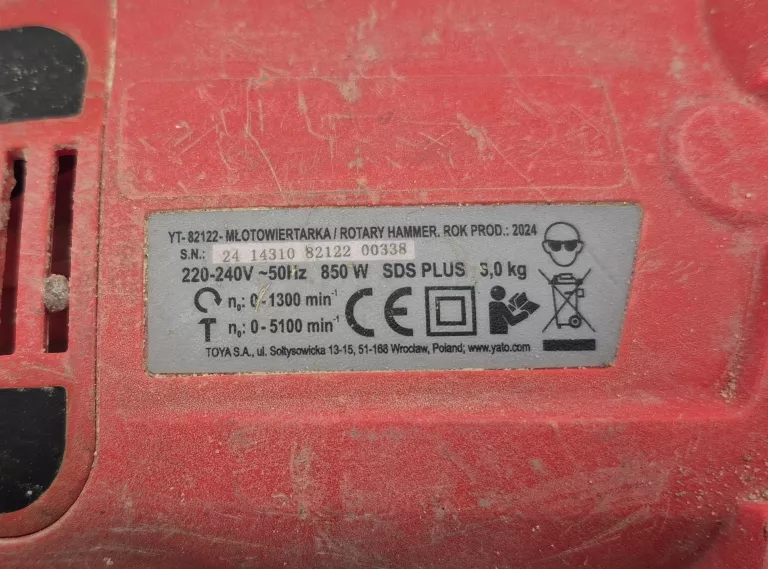 YT- 82122- MŁOTOWIERTARKA / ROTARY HAMMER. ROK PROD.: 2024
S.N.: 24 14310 82122 00338
220-240V ~50Hz 850 W SDS PLUS 3,0 kg
n₀: 0-1300 min⁻¹
n₀: 0-5100 min⁻¹
CE
TOYA S.A., ul. Sołtysowicka 13-15, 51-168 Wrocław, Poland; www.yato.com